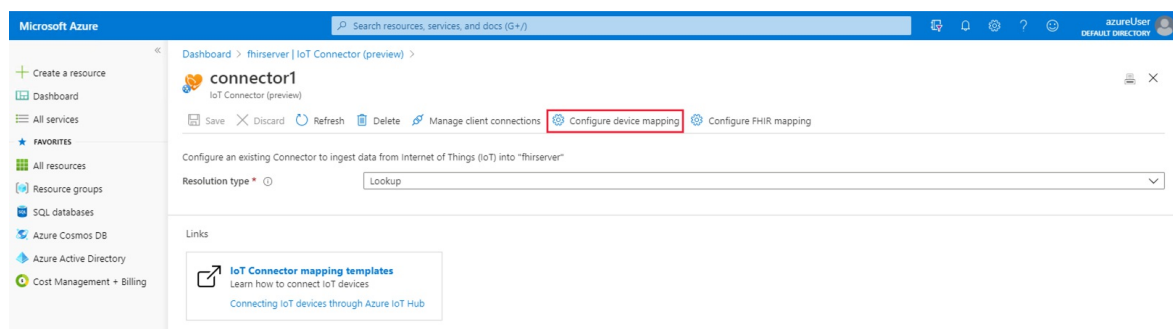 Microsoft Azure
Search resources, services, and docs (G+/)
azureUser
DEFAULT DIRECTORY
Create a resource
Dashboard
All services
FAVORITES
All resources
Resource groups
SQL databases
Azure Cosmos DB
Azure Active Directory
Cost Management + Billing
Dashboard > fhirserver | IoT Connector (preview) >
connector1
IoT Connector (preview)
Save Discard Refresh Delete Manage client connections Configure device mapping Configure FHIR mapping
Configure an existing Connector to ingest data from Internet of Things (IoT) into "fhirserver"
Resolution type * Lookup
Links
IoT Connector mapping templates
Learn how to connect IoT devices
Connecting IoT devices through Azure IoT Hub